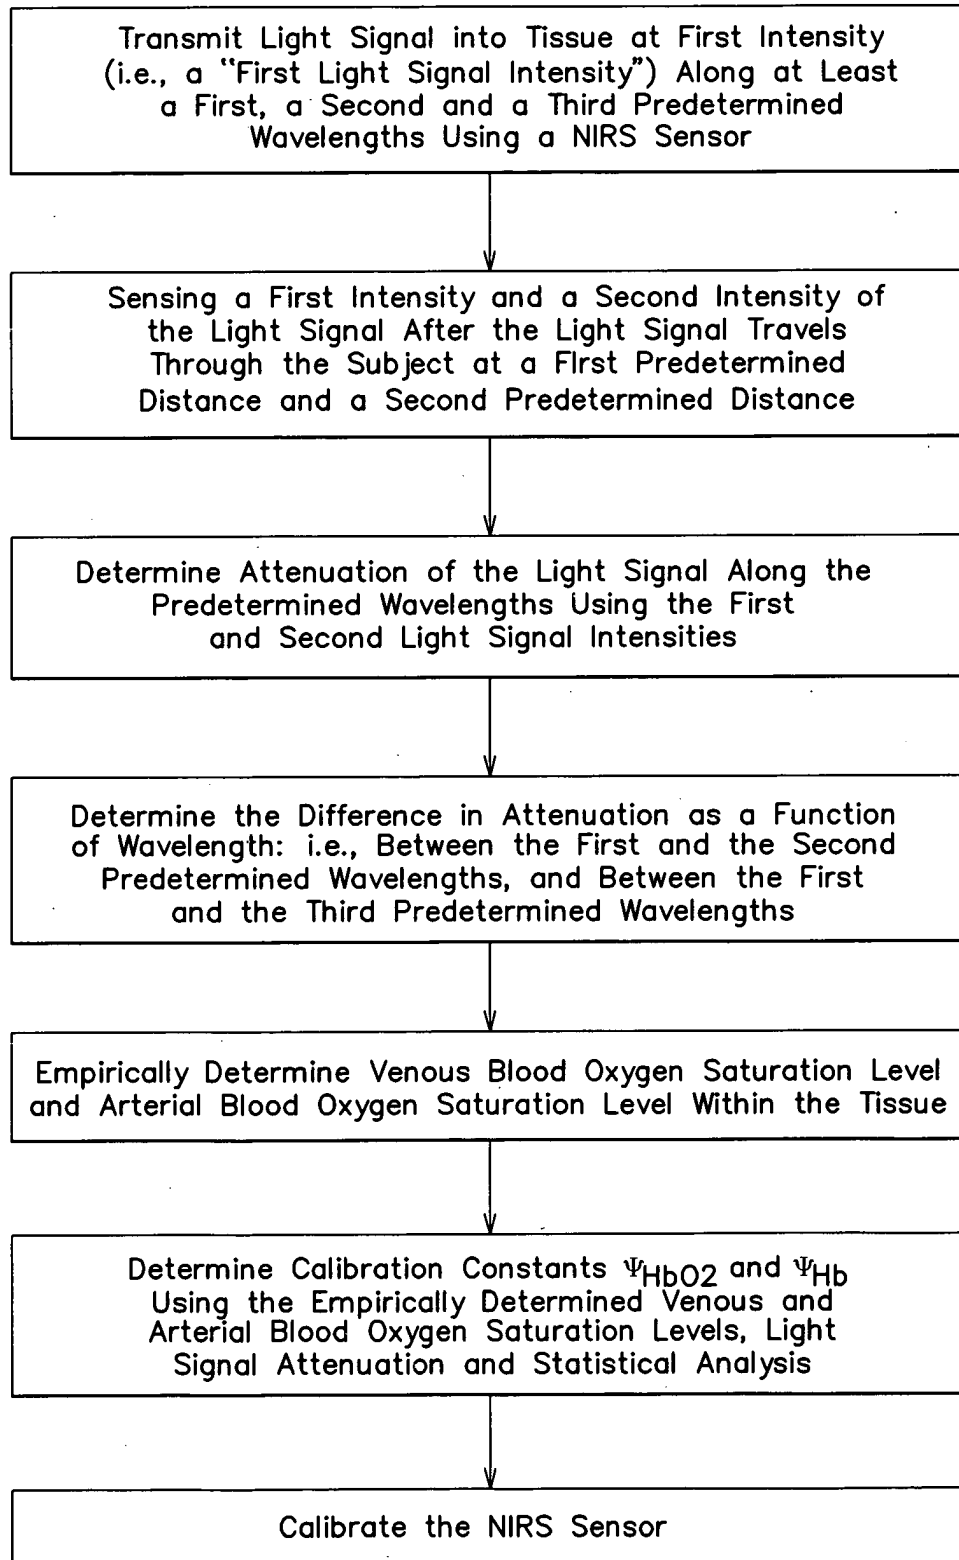 Transmit Light Signal into Tissue at First Intensity
(i.e., a "First Light Signal Intensity") Along at Least
a First, a Second and a Third Predetermined
Wavelengths Using a NIRS Sensor
Sensing a First Intensity and a Second Intensity of
the Light Signal After the Light Signal Travels
Through the Subject at a FIrst Predetermined
Distance and a Second Predetermined Distance
Determine Attenuation of the Light Signal Along the
Predetermined Wavelengths Using the First
and Second Light Signal Intensities
Determine the Difference in Attenuation as a Function
of Wavelength: i.e., Between the First and the Second
Predetermined Wavelengths, and Between the First
and the Third Predetermined Wavelengths
Empirically Determine Venous Blood Oxygen Saturation Level
and Arterial Blood Oxygen Saturation Level Within the Tissue
Determine Calibration Constants ΨHbO2 and ΨHb
Using the Empirically Determined Venous and
Arterial Blood Oxygen Saturation Levels, Light
Signal Attenuation and Statistical Analysis
Calibrate the NIRS Sensor